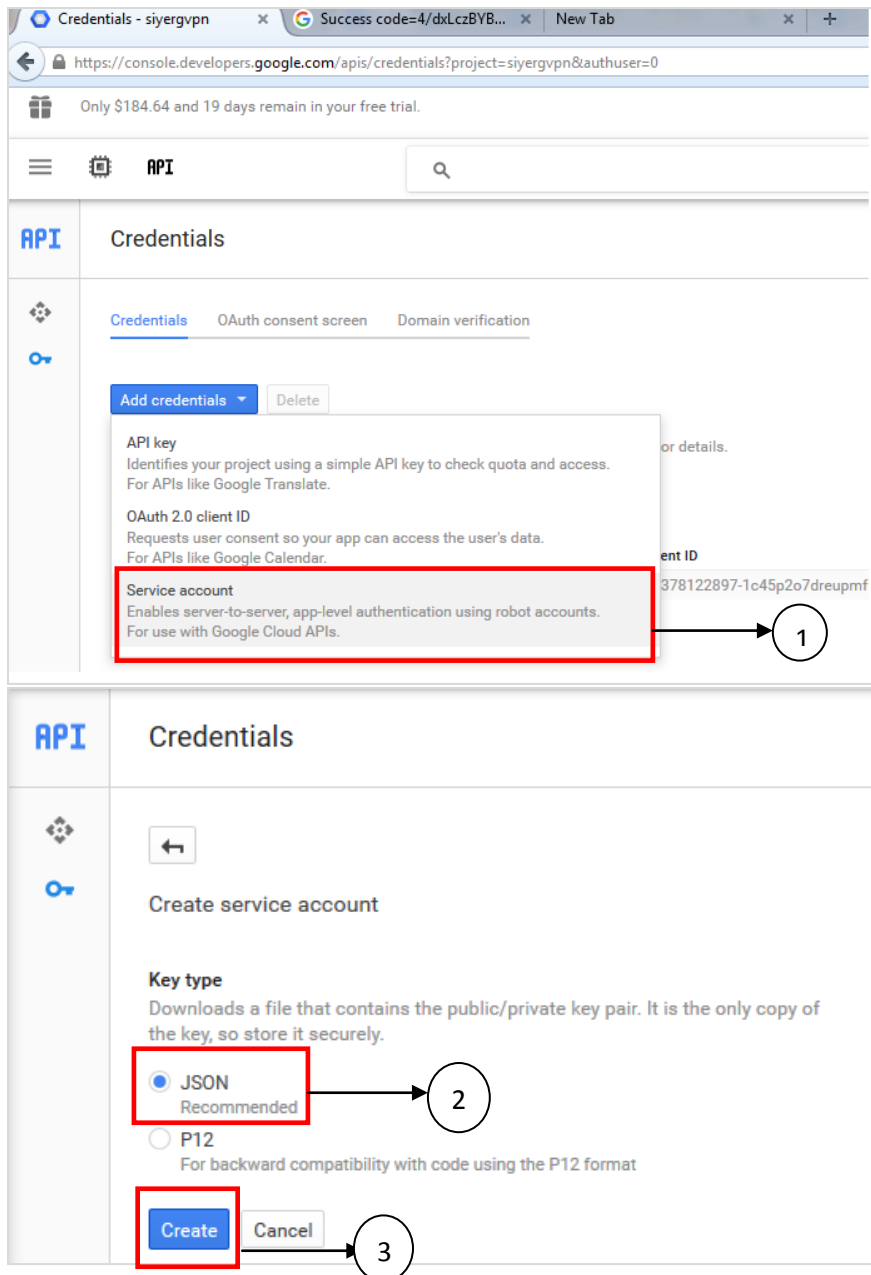 Credentials - siyergvpn
Success code=4/dxLczBYB...
New Tab
https://console.developers.google.com/apis/credentials?project=siyergvpn&authuser=0
Only $184.64 and 19 days remain in your free trial.
API
API
Credentials
Credentials OAuth consent screen Domain verification
Add credentials Delete
API key
Identifies your project using a simple API key to check quota and access.
For APIs like Google Translate.
or details.
OAuth 2.0 client ID
Requests user consent so your app can access the user's data.
For APIs like Google Calendar.
ent ID
Service account
Enables server-to-server, app-level authentication using robot accounts.
For use with Google Cloud APIs.
378122897-1c45p2o7dreupmf
1
API
Credentials
Create service account
Key type
Downloads a file that contains the public/private key pair. It is the only copy of
the key, so store it securely.
JSON
Recommended
2
P12
For backward compatibility with code using the P12 format
Create Cancel
3